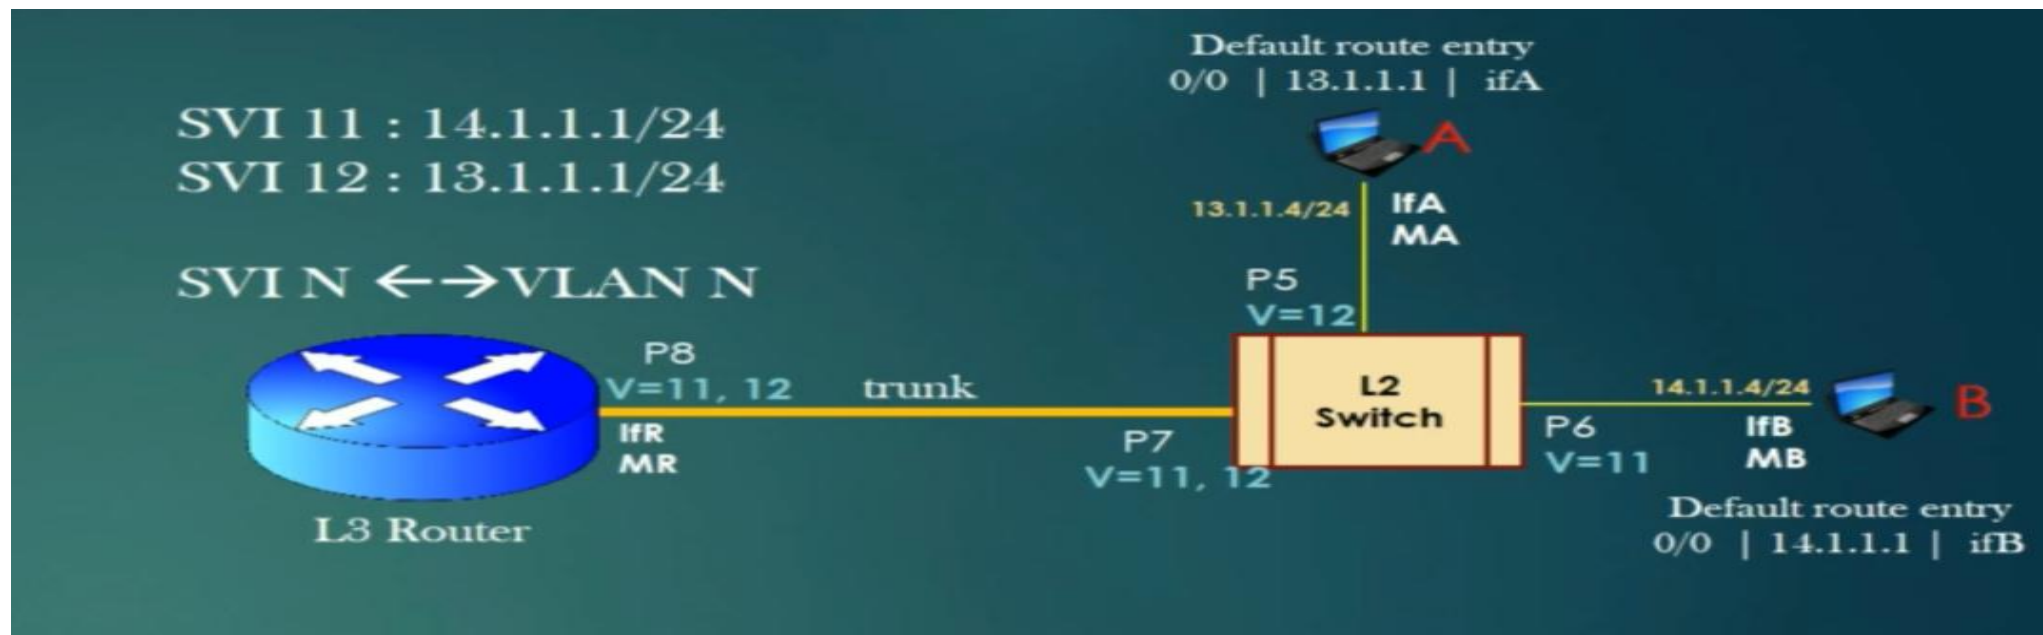 Default route entry
0/0 | 13.1.1.1 | ifA
SVI 11 : 14.1.1.1/24
SVI 12 : 13.1.1.1/24
A
13.1.1.4/24
IfA
MA
SVI N ←→VLAN N
P5
V=12
P8
V=11, 12
trunk
L2
Switch
14.1.1.4/24
B
IfR
MR
P7
V=11, 12
P6
V=11
IfB
MB
L3 Router
Default route entry
0/0 | 14.1.1.1 | ifB